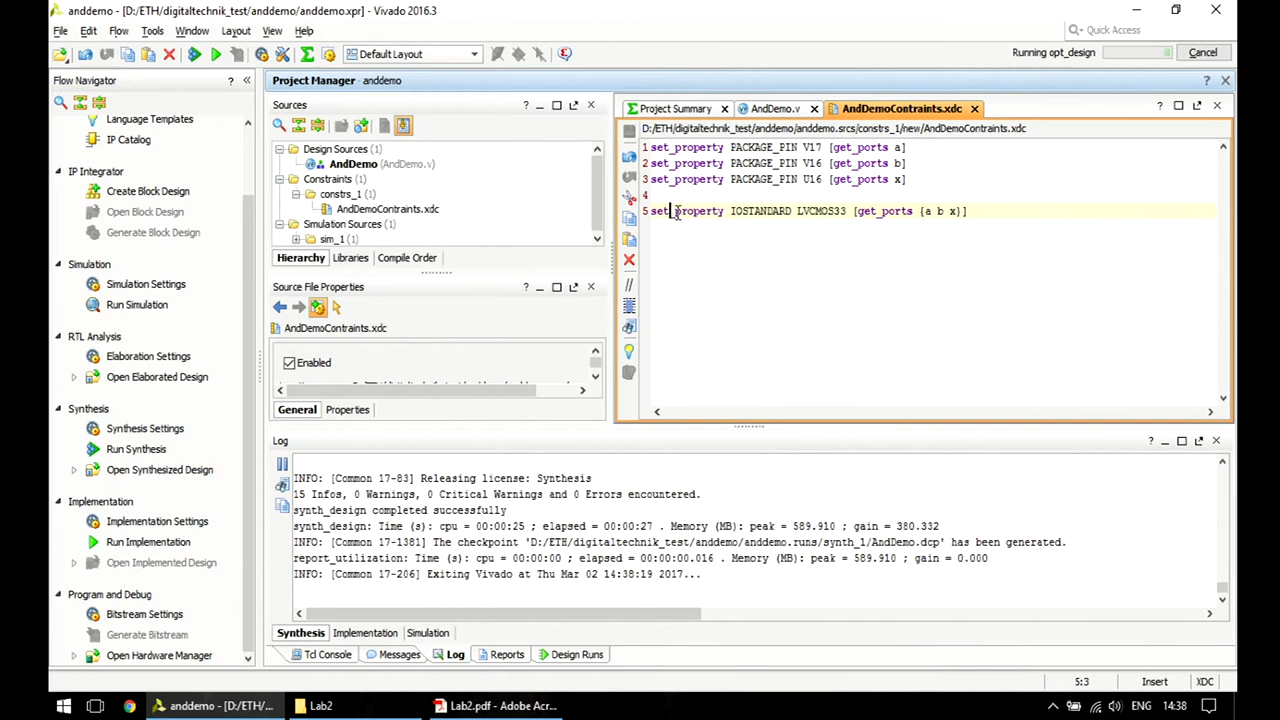 anddemo - [D:/ETH/digitaltechnik_test/anddemo/anddemo.xpr] - Vivado 2016.3
File Edit Flow Tools Window Layout View Help
Quick Access
Default Layout
Running opt_design
Cancel
Flow Navigator
Language Templates
IP Catalog
IP Integrator
Create Block Design
Open Block Design
Generate Block Design
Simulation
Simulation Settings
Run Simulation
RTL Analysis
Elaboration Settings
Open Elaborated Design
Synthesis
Synthesis Settings
Run Synthesis
Open Synthesized Design
Implementation
Implementation Settings
Run Implementation
Open Implemented Design
Program and Debug
Bitstream Settings
Generate Bitstream
Open Hardware Manager
Project Manager - anddemo
Sources
Design Sources (1)
AndDemo (AndDemo.v)
Constraints (1)
constrs_1 (1)
AndDemoContraints.xdc
Simulation Sources (1)
sim_1 (1)
Hierarchy Libraries Compile Order
Source File Properties
AndDemoContraints.xdc
Enabled
General Properties
Project Summary AndDemo.v AndDemoContraints.xdc
D:/ETH/digitaltechnik_test/anddemo/anddemo.srcs/constrs_1/new/AndDemoContraints.xdc
1 set_property PACKAGE_PIN V17 [get_ports a]
2 set_property PACKAGE_PIN V16 [get_ports b]
3 set_property PACKAGE_PIN U16 [get_ports x]
4
5 set_property IOSTANDARD LVCMOS33 [get_ports {a b x}]
Log
INFO: [Common 17-83] Releasing license: Synthesis
15 Infos, 0 Warnings, 0 Critical Warnings and 0 Errors encountered.
synth_design completed successfully
synth_design: Time (s): cpu = 00:00:25 ; elapsed = 00:00:27 . Memory (MB): peak = 589.910 ; gain = 380.332
INFO: [Common 17-1381] The checkpoint 'D:/ETH/digitaltechnik_test/anddemo/anddemo.runs/synth_1/AndDemo.dcp' has been generated.
report_utilization: Time (s): cpu = 00:00:00 ; elapsed = 00:00:00.016 . Memory (MB): peak = 589.910 ; gain = 0.000
INFO: [Common 17-206] Exiting Vivado at Thu Mar 02 14:38:19 2017...
Synthesis Implementation Simulation
Tcl Console Messages Log Reports Design Runs
5:3 Insert XDC
anddemo - [D:/ETH/... Lab2 Lab2.pdf - Adobe Acr... ENG 14:38